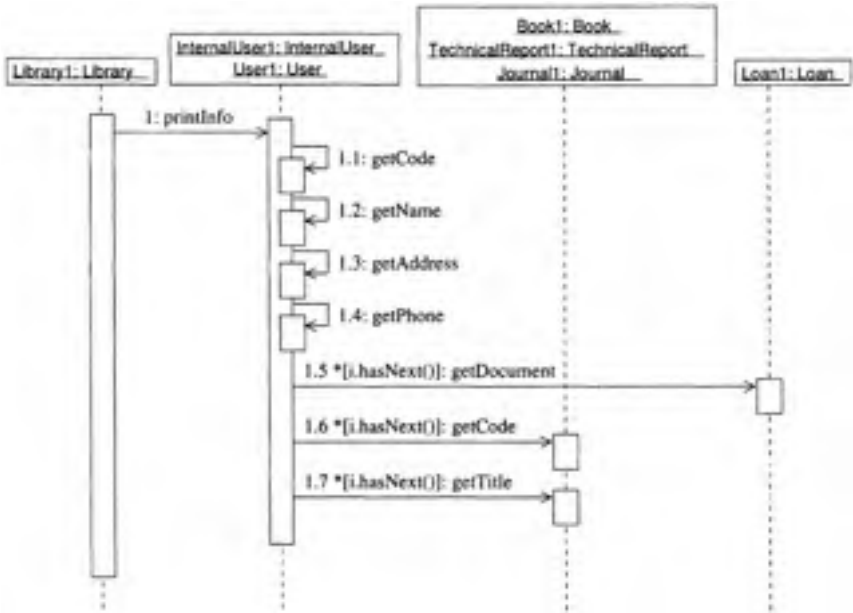 Library1: Library
InternalUser1: InternalUser
User1: User
Book1: Book
TechnicalReport1: TechnicalReport
Journal1: Journal
Loan1: Loan
1: printInfo
1.1: getCode
1.2: getName
1.3: getAddress
1.4: getPhone
1.5 *[i.hasNext()]: getDocument
1.6 *[i.hasNext()]: getCode
1.7 *[i.hasNext()]: getTitle